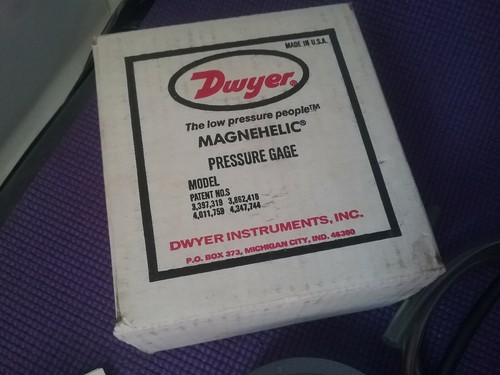 MADE IN U.S.A.
Dwyer®
The low pressure people™
MAGNEHELIC®
PRESSURE GAGE
MODEL
PATENT NO.S
3,397,319 3,862,416
4,011,759 4,347,744
DWYER INSTRUMENTS, INC.
P.O. BOX 373, MICHIGAN CITY, IND. 46360